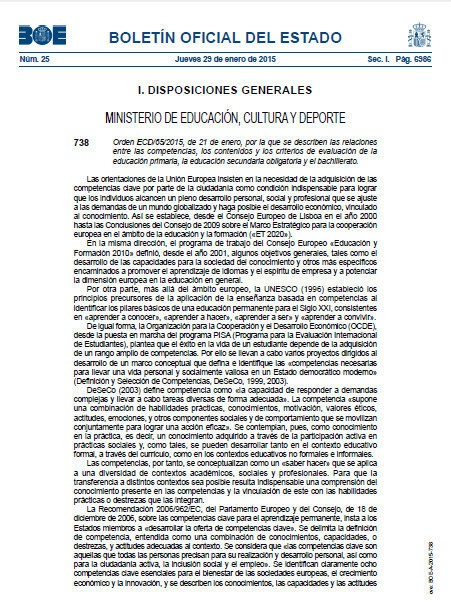 BOE
BOLETÍN OFICIAL DEL ESTADO
Núm. 25
Jueves 29 de enero de 2015
Sec. I. Pág. 6986
I. DISPOSICIONES GENERALES
MINISTERIO DE EDUCACIÓN, CULTURA Y DEPORTE
738
Orden ECD/65/2015, de 21 de enero, por la que se describen las relaciones
entre las competencias, los contenidos y los criterios de evaluación de la
educación primaria, la educación secundaria obligatoria y el bachillerato.
Las orientaciones de la Unión Europea insisten en la necesidad de la adquisición de las
competencias clave por parte de la ciudadanía como condición indispensable para lograr
que los individuos alcancen un pleno desarrollo personal, social y profesional que se ajuste
a las demandas de un mundo globalizado y haga posible el desarrollo económico, vinculado
al conocimiento. Así se establece, desde el Consejo Europeo de Lisboa en el año 2000
hasta las Conclusiones del Consejo de 2009 sobre el Marco Estratégico para la cooperación
europea en el ámbito de la educación y la formación («ET 2020»).
En la misma dirección, el programa de trabajo del Consejo Europeo «Educación y
Formación 2010» definió, desde el año 2001, algunos objetivos generales, tales como el
desarrollo de las capacidades para la sociedad del conocimiento y otros más específicos
encaminados a promover el aprendizaje de idiomas y el espíritu de empresa y a potenciar
la dimensión europea en la educación en general.
Por otra parte, más allá del ámbito europeo, la UNESCO (1996) estableció los
principios precursores de la aplicación de la enseñanza basada en competencias al
identificar los pilares básicos de una educación permanente para el Siglo XXI, consistentes
en «aprender a conocer», «aprender a hacer», «aprender a ser» y «aprender a convivir».
De igual forma, la Organización para la Cooperación y el Desarrollo Económico (OCDE),
desde la puesta en marcha del programa PISA (Programa para la Evaluación Internacional
de Estudiantes), plantea que el éxito en la vida de un estudiante depende de la adquisición
de un rango amplio de competencias. Por ello se llevan a cabo varios proyectos dirigidos al
desarrollo de un marco conceptual que defina e identifique las «competencias necesarias
para llevar una vida personal y socialmente valiosa en un Estado democrático moderno»
(Definición y Selección de Competencias, DeSeCo, 1999, 2003).
DeSeCo (2003) define competencia como «la capacidad de responder a demandas
complejas y llevar a cabo tareas diversas de forma adecuada». La competencia «supone
una combinación de habilidades prácticas, conocimientos, motivación, valores éticos,
actitudes, emociones, y otros componentes sociales y de comportamiento que se movilizan
conjuntamente para lograr una acción eficaz». Se contemplan, pues, como conocimiento
en la práctica, es decir, un conocimiento adquirido a través de la participación activa en
prácticas sociales y, como tales, se pueden desarrollar tanto en el contexto educativo
formal, a través del currículo, como en los contextos educativos no formales e informales.
Las competencias, por tanto, se conceptualizan como un «saber hacer» que se aplica
a una diversidad de contextos académicos, sociales y profesionales. Para que la
transferencia a distintos contextos sea posible resulta indispensable una comprensión del
conocimiento presente en las competencias y la vinculación de este con las habilidades
prácticas o destrezas que las integran.
La Recomendación 2006/962/EC, del Parlamento Europeo y del Consejo, de 18 de
diciembre de 2006, sobre las competencias clave para el aprendizaje permanente, insta a los
Estados miembros a «desarrollar la oferta de competencias clave». Se delimita la definición
de competencia, entendida como una combinación de conocimientos, capacidades, o
destrezas, y actitudes adecuadas al contexto. Se considera que «las competencias clave son
aquellas que todas las personas precisan para su realización y desarrollo personal, así como
para la ciudadanía activa, la inclusión social y el empleo». Se identifican claramente ocho
competencias clave esenciales para el bienestar de las sociedades europeas, el crecimiento
económico y la innovación, y se describen los conocimientos, las capacidades y las actitudes
cve: BOE-A-2015-738